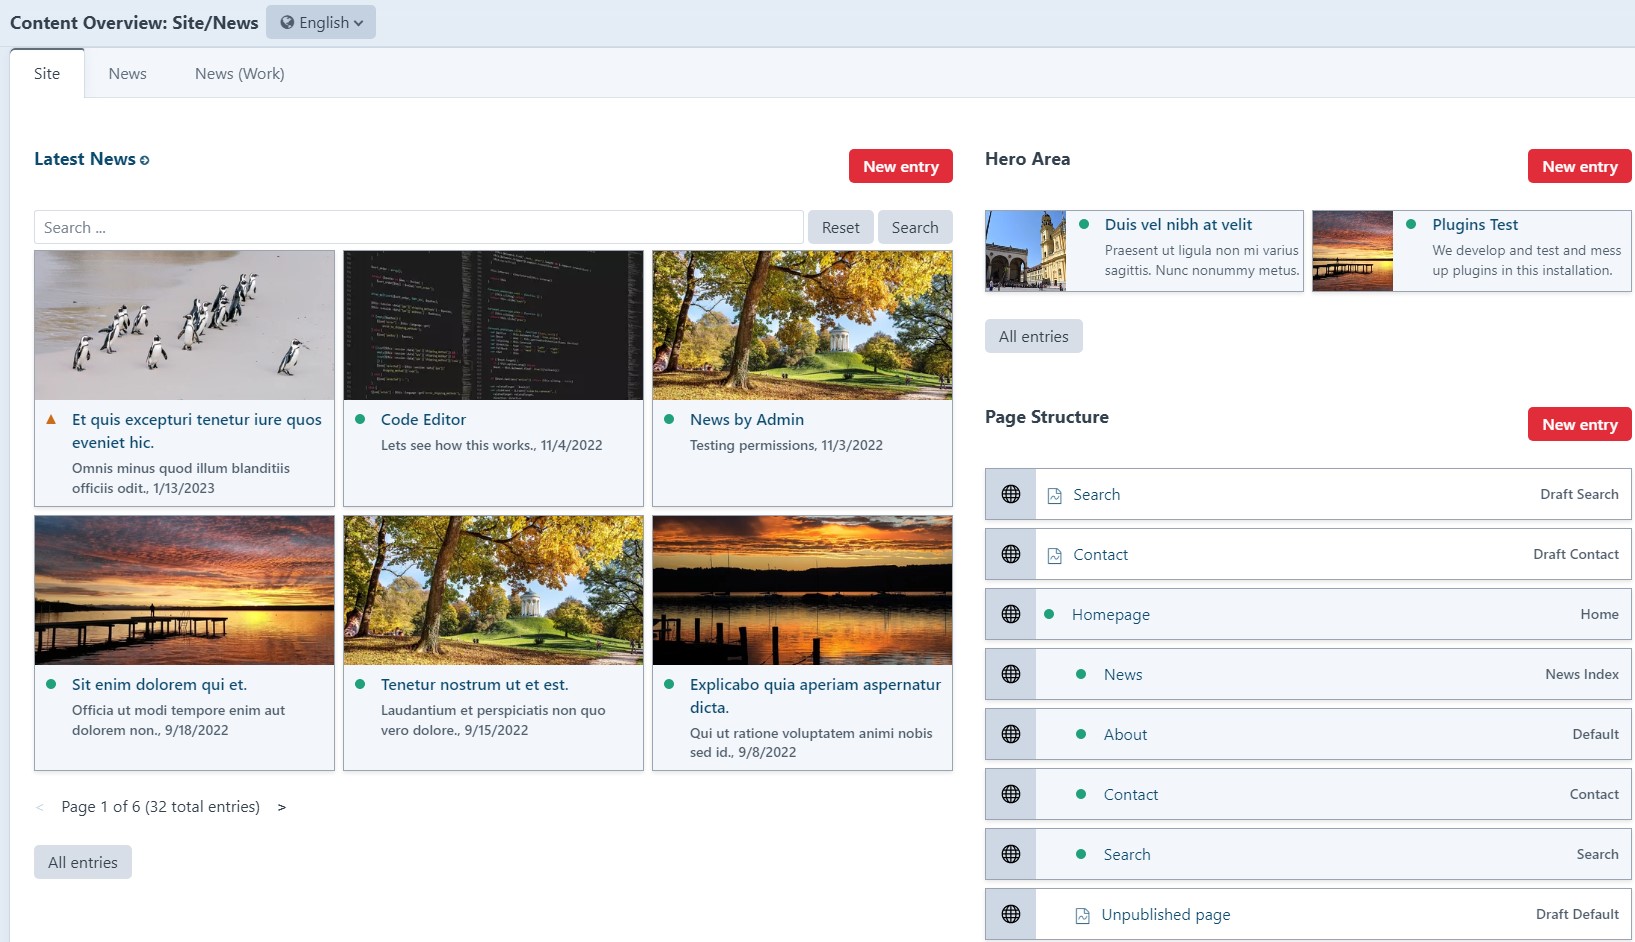 Content Overview: Site/News
English
Site
News
News (Work)
Latest News
New entry
Search ...
Reset
Search
Et quis excepturi tenetur iure quos
eveniet hic.
Omnis minus quod illum blanditiis
officiis odit., 1/13/2023
Code Editor
Lets see how this works., 11/4/2022
News by Admin
Testing permissions, 11/3/2022
Sit enim dolorem qui et.
Officia ut modi tempore enim aut
dolorem non., 9/18/2022
Tenetur nostrum ut et est.
Laudantium et perspiciatis non quo
vero dolore., 9/15/2022
Explicabo quia aperiam aspernatur
dicta.
Qui ut ratione voluptatem animi nobis
sed id., 9/8/2022
< Page 1 of 6 (32 total entries) >
All entries
Hero Area
New entry
Duis vel nibh at velit
Praesent ut ligula non mi varius
sagittis. Nunc nonummy metus.
Plugins Test
We develop and test and mess
up plugins in this installation.
All entries
Page Structure
New entry
Search
Draft Search
Contact
Draft Contact
Homepage
Home
News
News Index
About
Default
Contact
Contact
Search
Search
Unpublished page
Draft Default